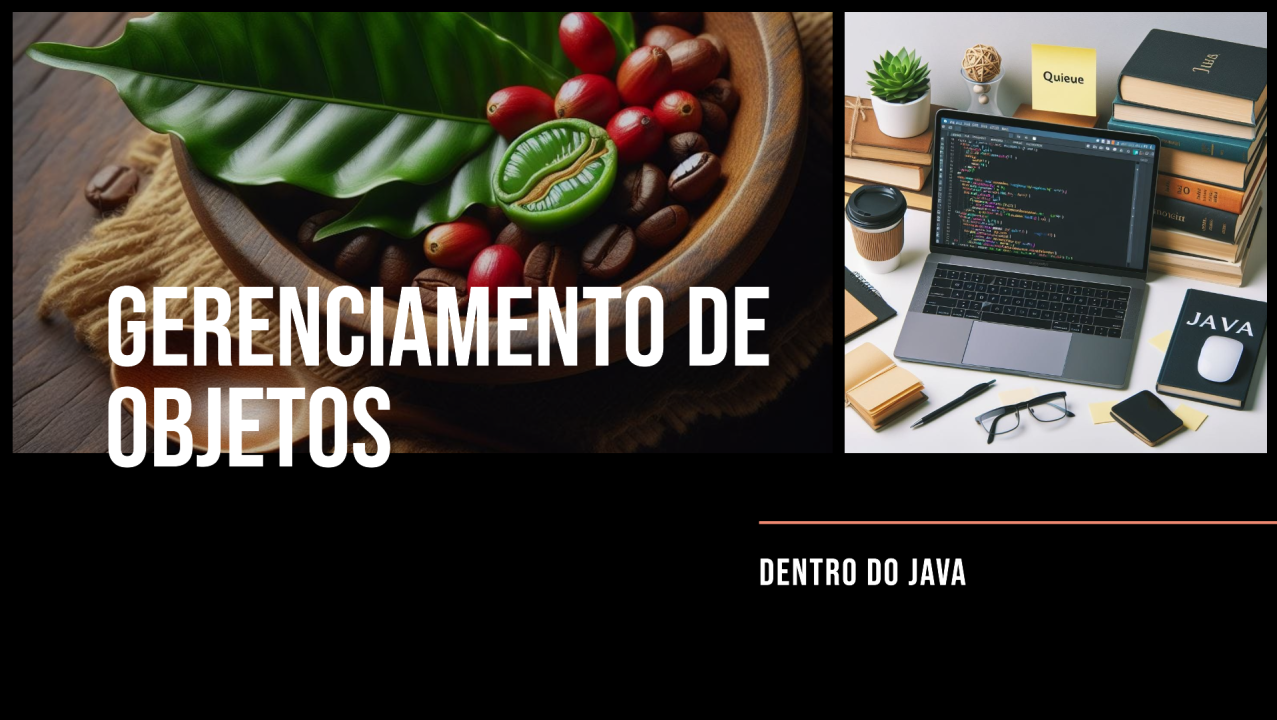 GERENCIAMENTO DE
OBJETOS
Quieue
JAVA
DENTRO DO JAVA